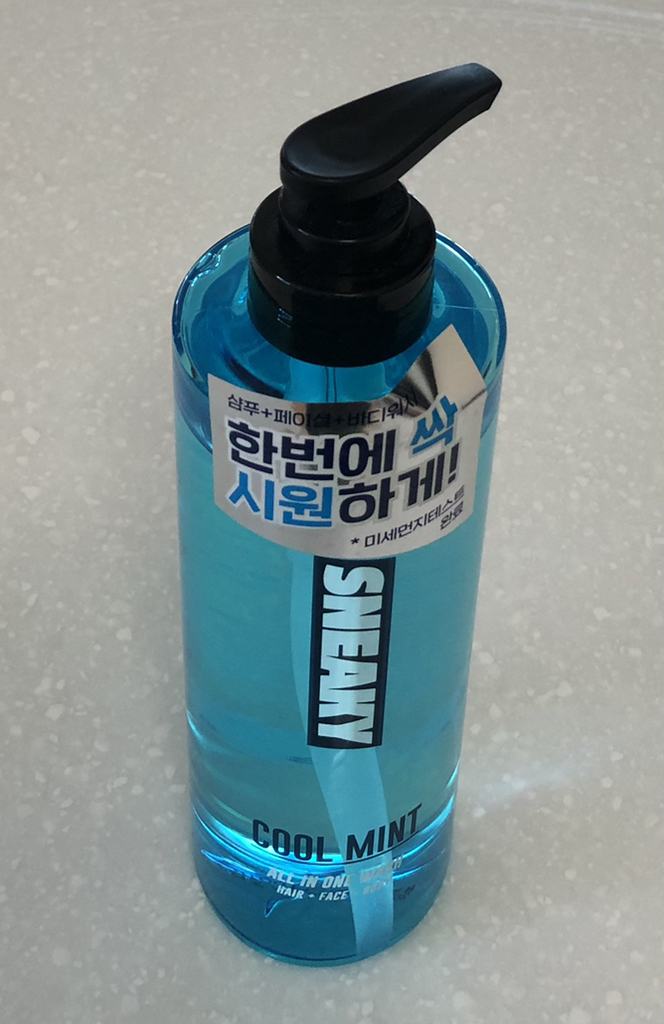 샴푸+페이셜+바디워시
한번에 싹
시원하게!
* 미세먼지테스트
완료
SNEAKY
COOL MINT
ALL IN ONE WASH
HAIR + FACE +